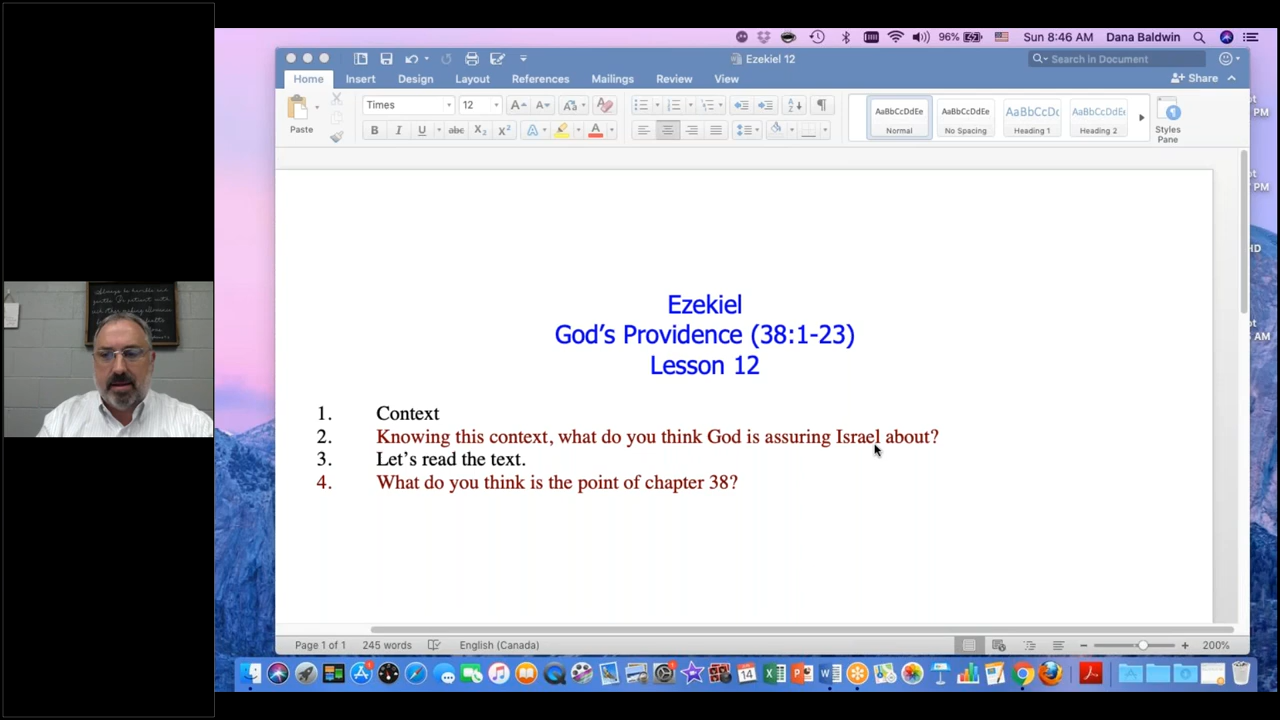 96%
Sun 8:46 AM
Dana Baldwin
Ezekiel 12
Search in Document
Home
Insert
Design
Layout
References
Mailings
Review
View
Share
Paste
Times
12
AaBbCcDdEe
Normal
AaBbCcDdEe
No Spacing
AaBbCcDc
Heading 1
AaBbCcDdEe
Heading 2
Styles
Pane
Ezekiel
God's Providence (38:1-23)
Lesson 12
1. Context
2. Knowing this context, what do you think God is assuring Israel about?
3. Let's read the text.
4. What do you think is the point of chapter 38?
Page 1 of 1
245 words
English (Canada)
200%